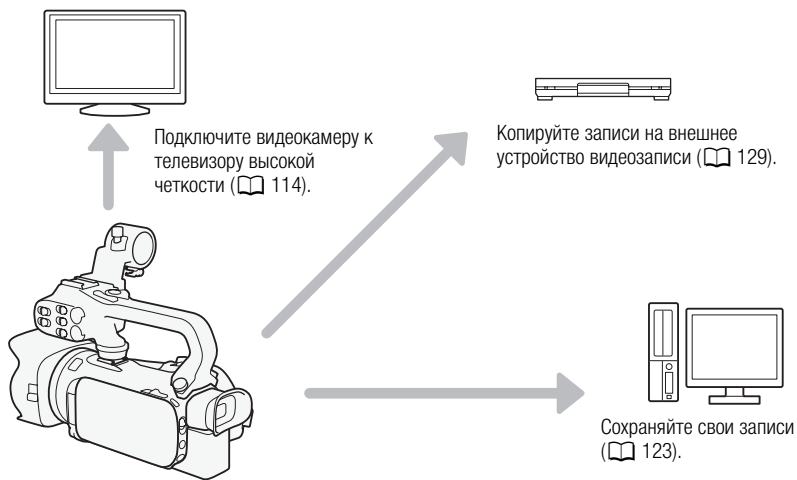 Подключите видеокамеру к
телевизору высокой
четкости ( 114).
Копируйте записи на внешнее
устройство видеозаписи ( 129).
Сохраняйте свои записи
( 123).